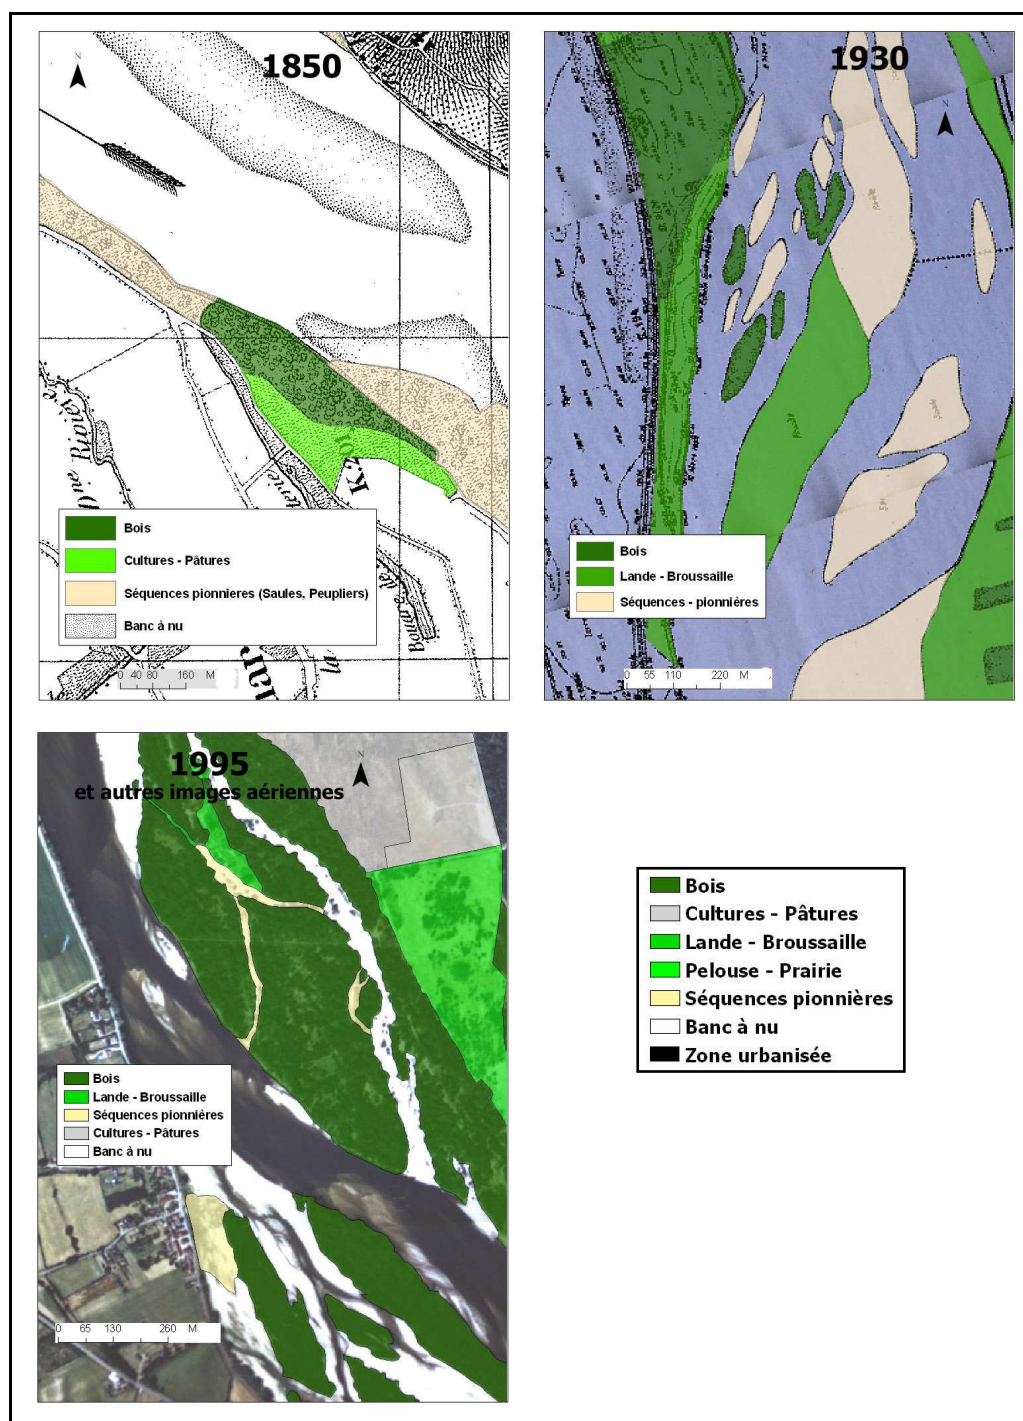 1850
N
K.
Bois
Cultures - Pâtures
Séquences pionnieres (Saules, Peupliers)
Banc à nu
0 40 80 160 M
1930
N
Bois
Lande - Broussaille
Séquences - pionnières
0 55 110 220 M
1995
et autres images aériennes
N
Bois
Lande - Broussaille
Séquences pionnières
Cultures - Pâtures
Banc à nu
0 65 130 260 M
Bois
Cultures - Pâtures
Lande - Broussaille
Pelouse - Prairie
Séquences pionnières
Banc à nu
Zone urbanisée